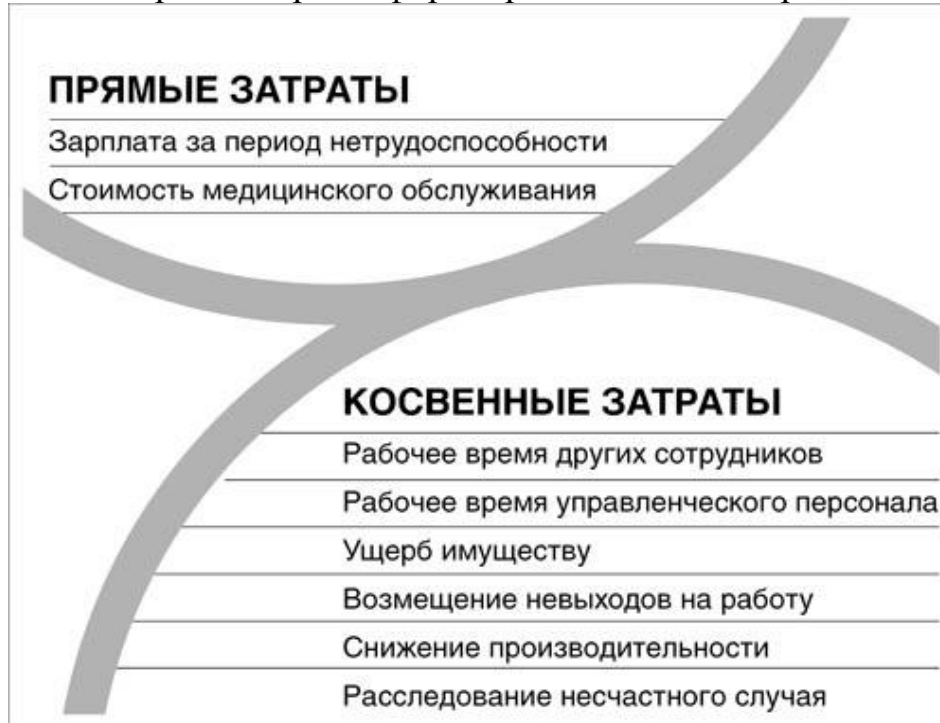 ПРЯМЫЕ ЗАТРАТЫ
Зарплата за период нетрудоспособности
Стоимость медицинского обслуживания
КОСВЕННЫЕ ЗАТРАТЫ
Рабочее время других сотрудников
Рабочее время управленческого персонала
Ущерб имуществу
Возмещение невыходов на работу
Снижение производительности
Расследование несчастного случая